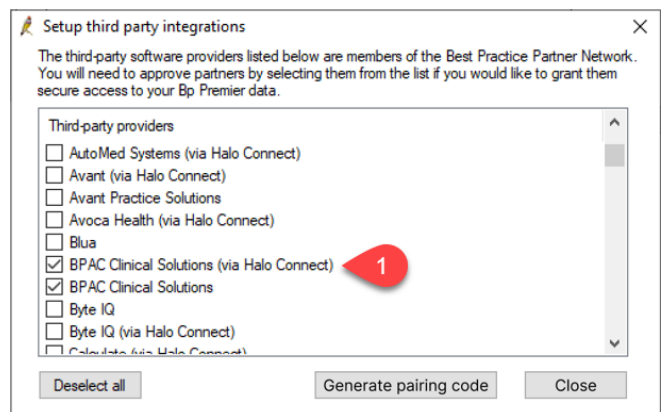 Setup third party integrations
The third-party software providers listed below are members of the Best Practice Partner Network.
You will need to approve partners by selecting them from the list if you would like to grant them
secure access to your Bp Premier data.
Third-party providers
AutoMed Systems (via Halo Connect)
Avant (via Halo Connect)
Avant Practice Solutions
Avoca Health (via Halo Connect)
Blua
BPAC Clinical Solutions (via Halo Connect)
1
BPAC Clinical Solutions
Byte IQ
Byte IQ (via Halo Connect)
Calculate (via Halo Connect)
Deselect all
Generate pairing code
Close